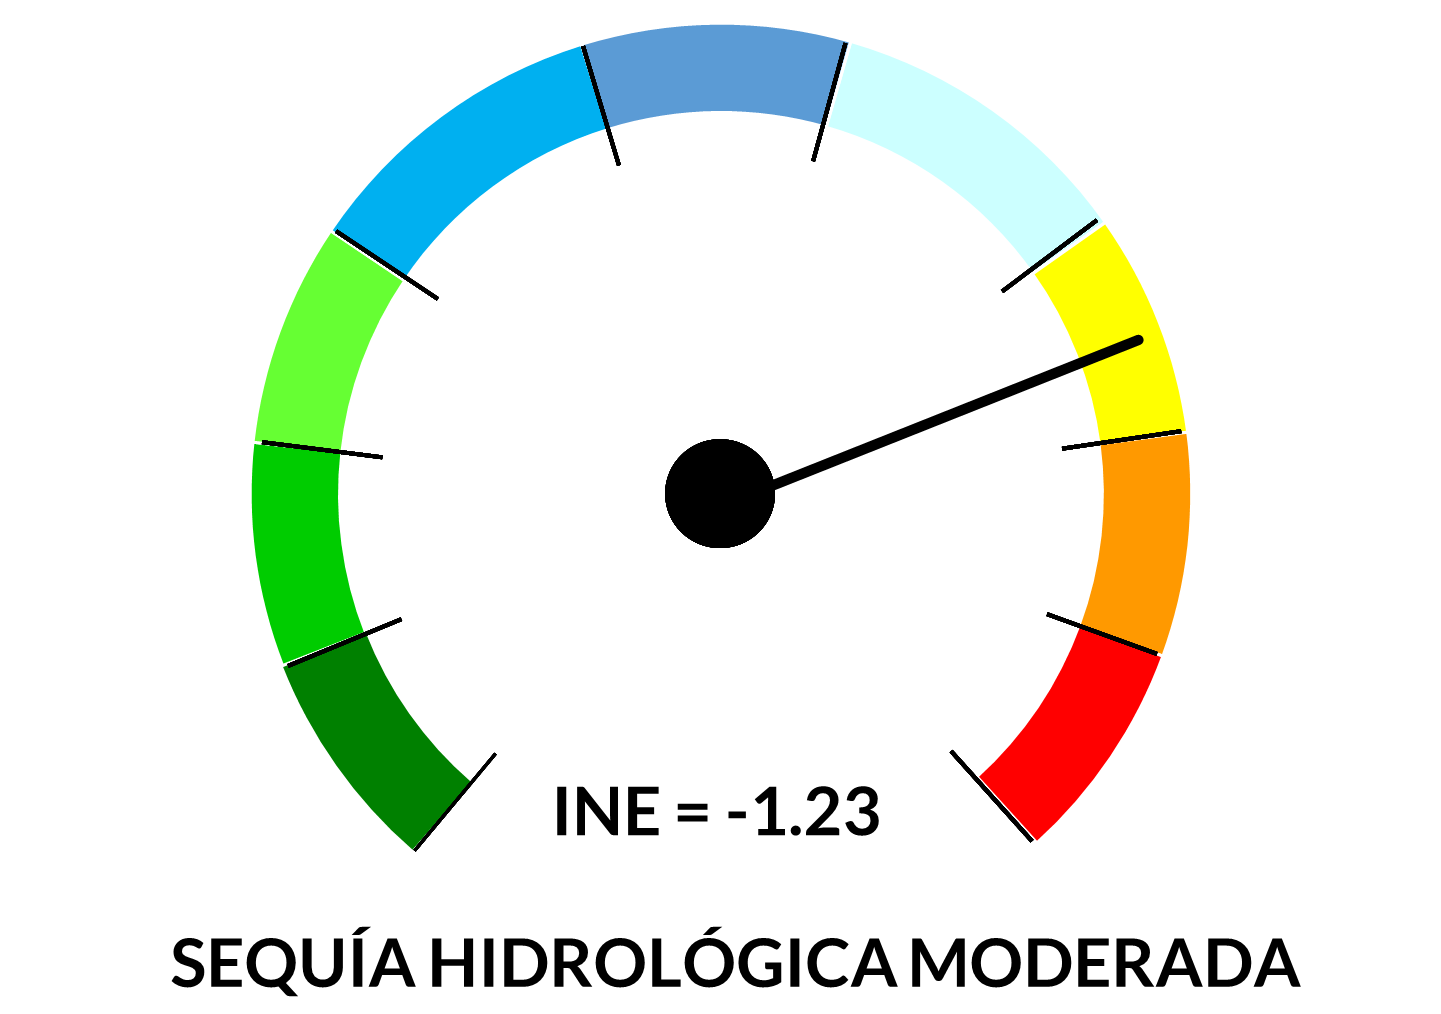 INE = -1.23
SEQUÍA HIDROLÓGICA MODERADA